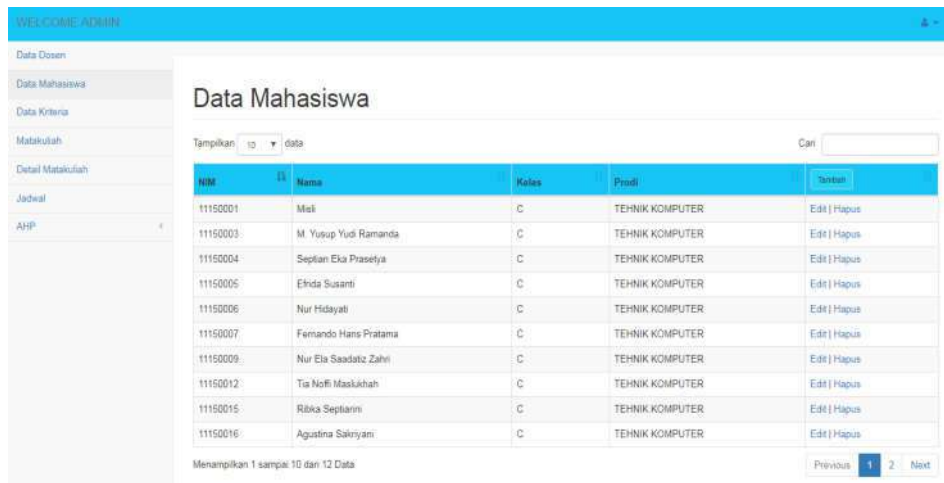 WELCOME ADMIN
Data Dosen
Data Mahasiswa
Data Kriteria
Matakuliah
Detail Matakuliah
Jadwal
AHP
Data Mahasiswa
Tampilkan 10 data
Cari
NIM Nama Kelas Prodi Tambah
11150001 Mieli C TEHNIK KOMPUTER Edit | Hapus
11150003 M. Yusup Yudi Ramanda C TEHNIK KOMPUTER Edit | Hapus
11150004 Septian Eka Prasetya C TEHNIK KOMPUTER Edit | Hapus
11150005 Efrida Susanti C TEHNIK KOMPUTER Edit | Hapus
11150006 Nur Hidayati C TEHNIK KOMPUTER Edit | Hapus
11150007 Fernando Haris Pratama C TEHNIK KOMPUTER Edit | Hapus
11150009 Nur Ela Saadatiz Zahri C TEHNIK KOMPUTER Edit | Hapus
11150012 Tia Noffi Maslukhah C TEHNIK KOMPUTER Edit | Hapus
11150015 Ribka Septiarini C TEHNIK KOMPUTER Edit | Hapus
11150016 Agustina Sakriyani C TEHNIK KOMPUTER Edit | Hapus
Menampilkan 1 sampai 10 dari 12 Data
Previous 1 2 Next